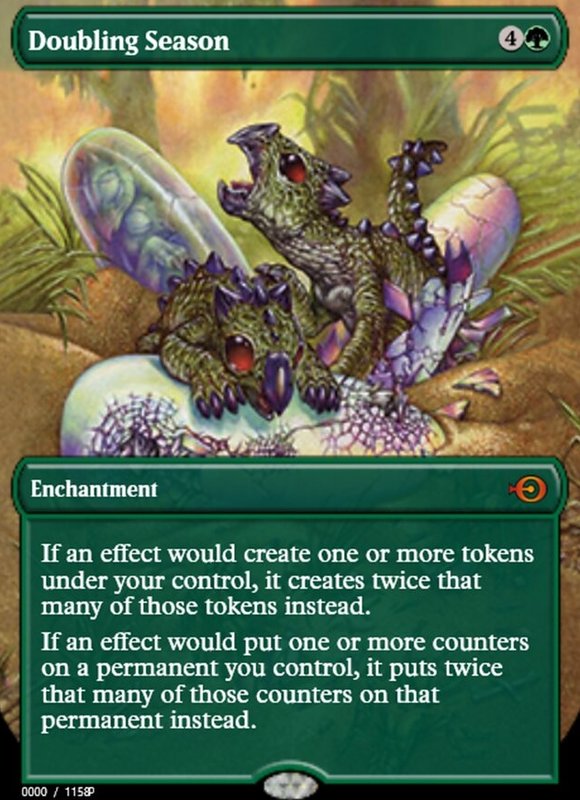 Doubling Season 4
Enchantment
If an effect would create one or more tokens
under your control, it creates twice that
many of those tokens instead.
If an effect would put one or more counters
on a permanent you control, it puts twice
that many of those counters on that
permanent instead.
0000 / 1158P